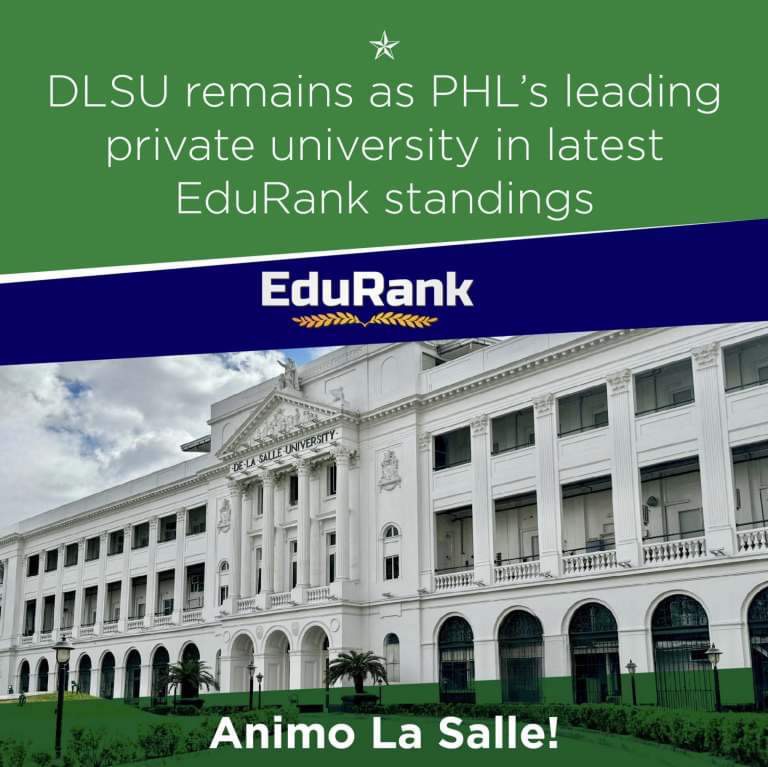 DLSU remains as PHL's leading
private university in latest
EduRank standings
EduRank
DE LA SALLE UNIVERSITY
Animo La Salle!